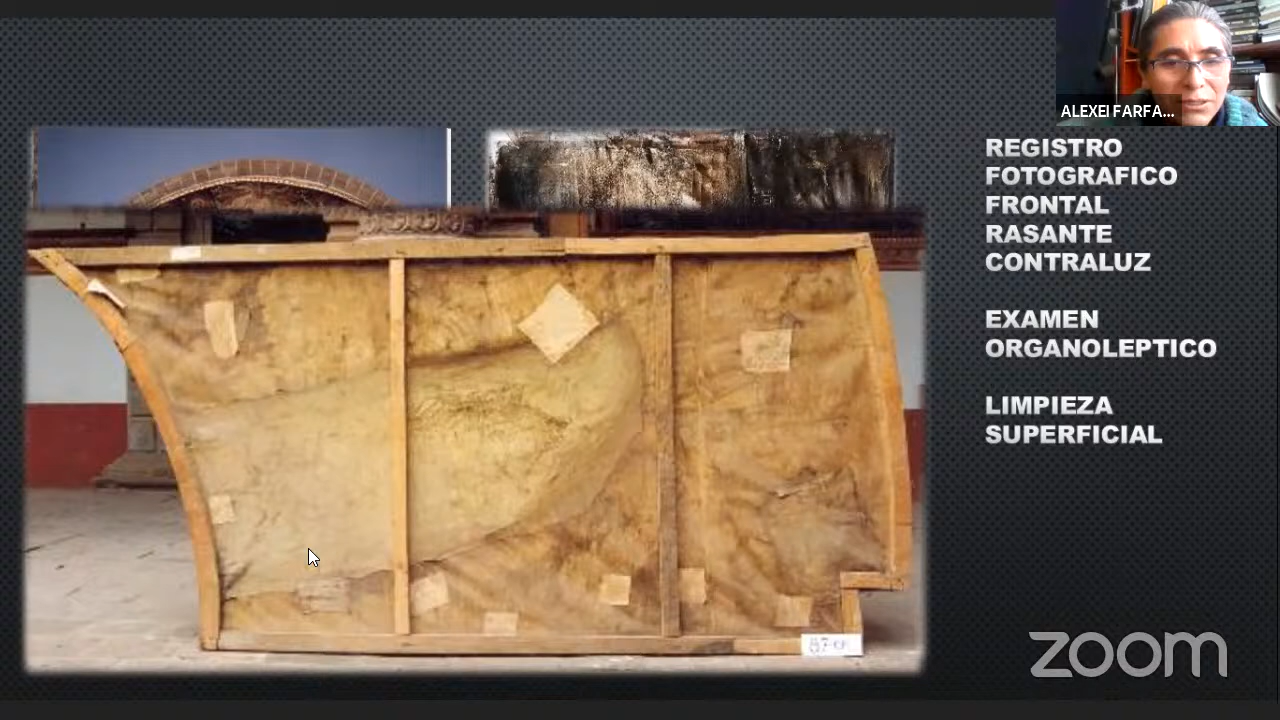 ALEXEI FARFA...
REGISTRO
FOTOGRAFICO
FRONTAL
RASANTE
CONTRALUZ
EXAMEN
ORGANOLEPTICO
LIMPIEZA
SUPERFICIAL
zoom